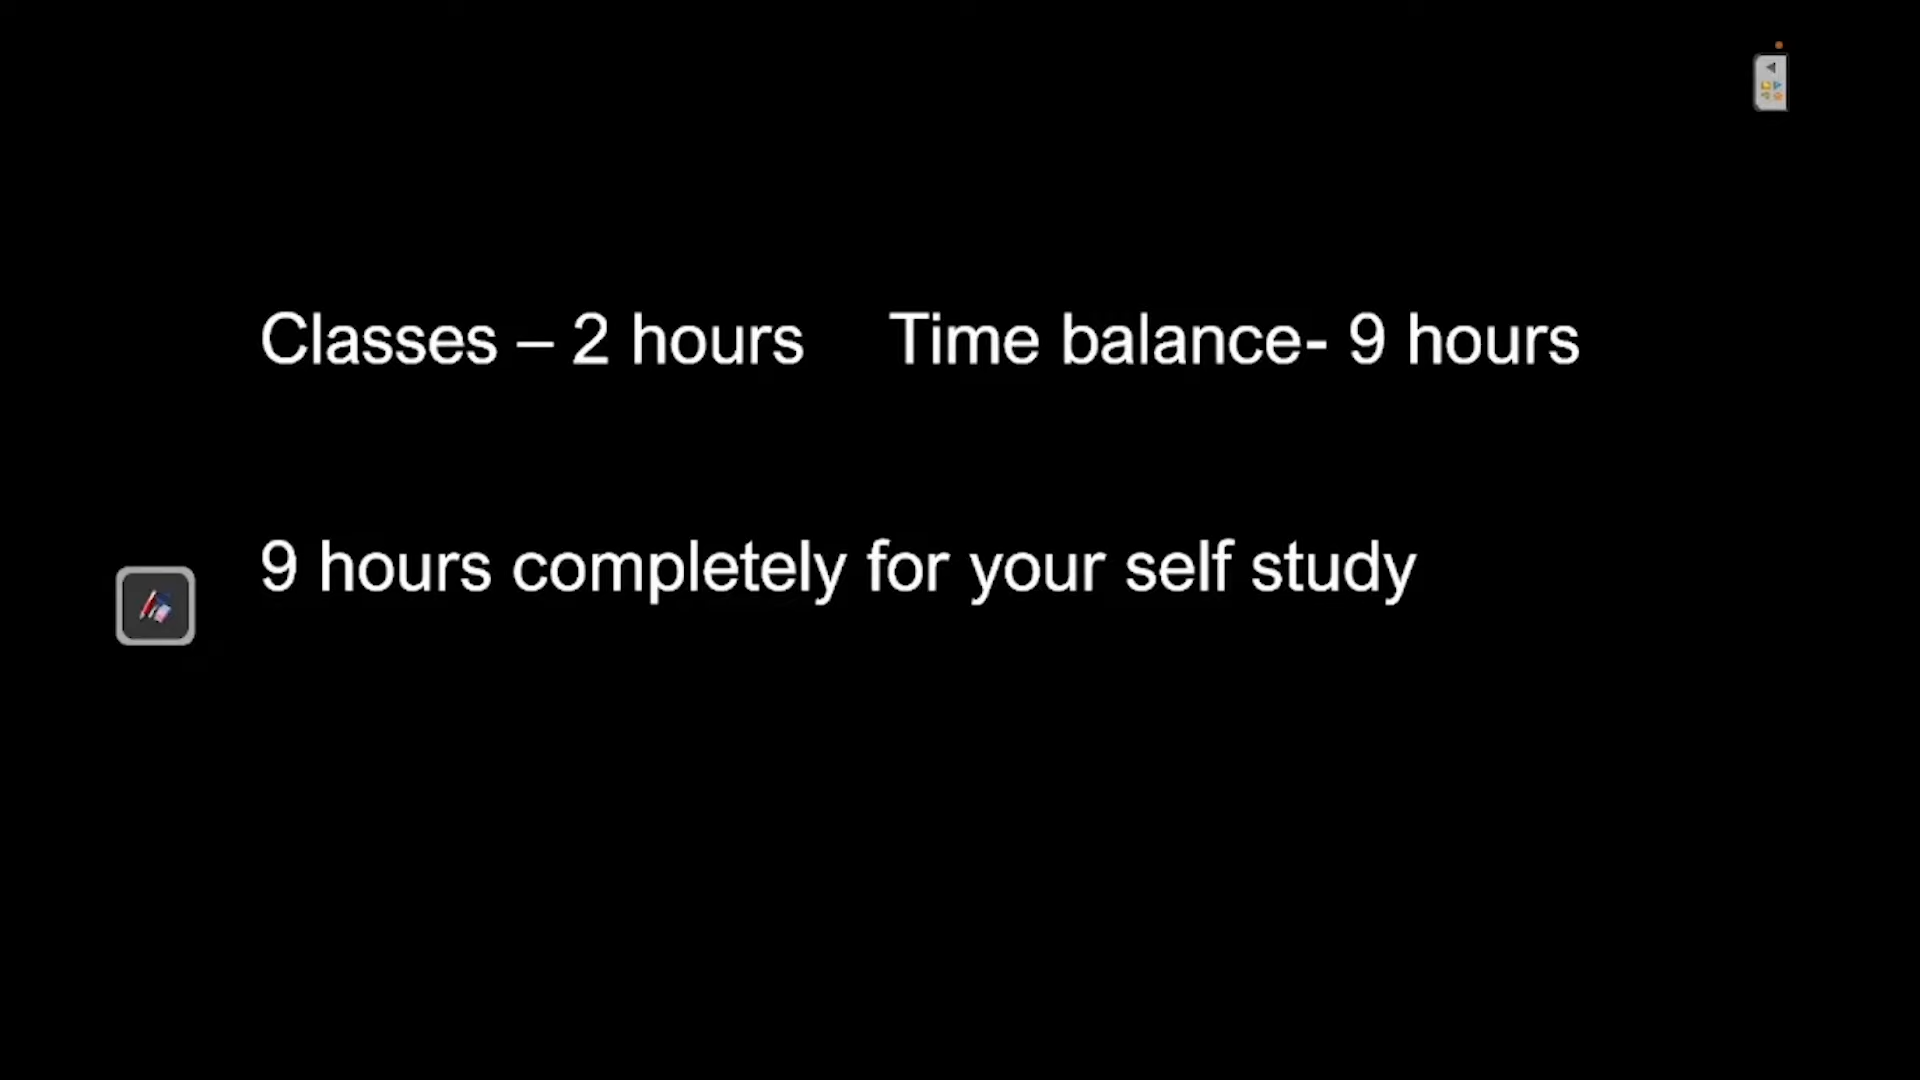 Classes – 2 hours Time balance- 9 hours
9 hours completely for your self study